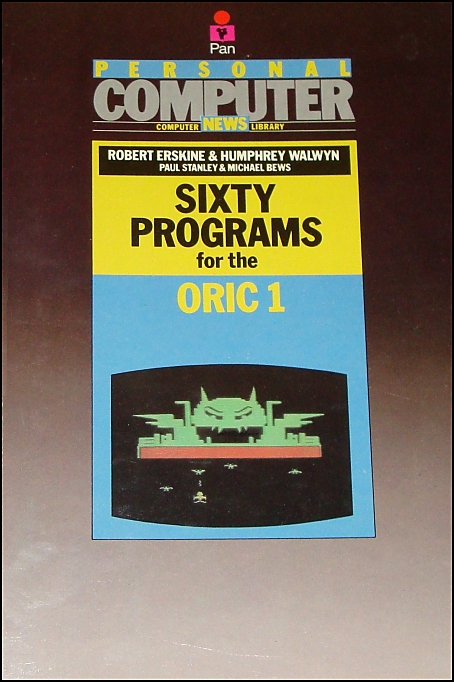 Pan
PERSONAL
COMPUTER
COMPUTER NEWS LIBRARY
ROBERT ERSKINE & HUMPHREY WALWYN
PAUL STANLEY & MICHAEL BEWS
SIXTY
PROGRAMS
for the
ORIC 1